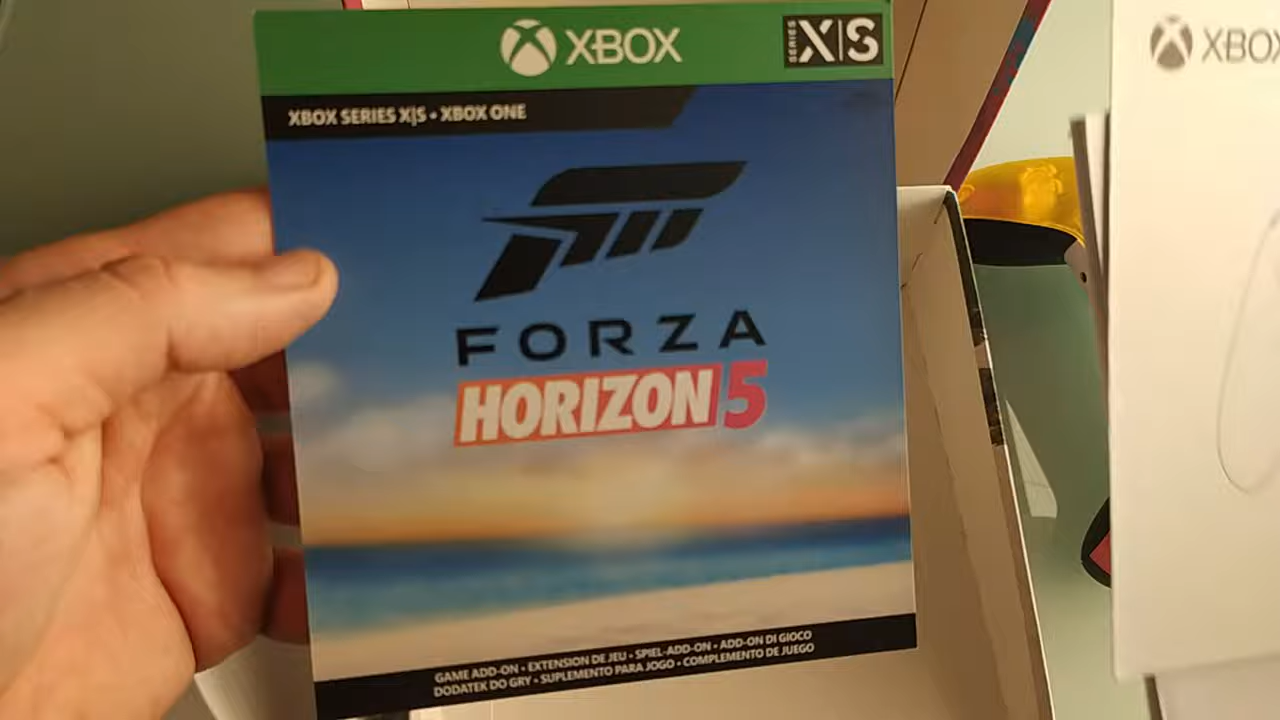 XBOX
SERIES X|S
XBOX SERIES X|S • XBOX ONE
FORZA
HORIZON 5
GAME ADD-ON • EXTENSION DE JEU • SPIEL-ADD-ON • ADD-ON DI GIOCO
DODATEK DO GRY • SUPLEMENTO PARA JOGO • COMPLEMENTO DE JUEGO
XBOX